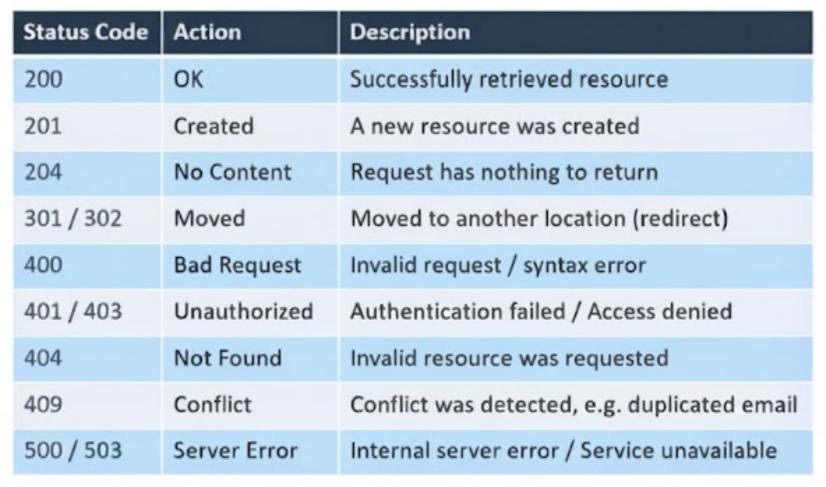 Status Code Action Description
200 OK Successfully retrieved resource
201 Created A new resource was created
204 No Content Request has nothing to return
301 / 302 Moved Moved to another location (redirect)
400 Bad Request Invalid request / syntax error
401 / 403 Unauthorized Authentication failed / Access denied
404 Not Found Invalid resource was requested
409 Conflict Conflict was detected, e.g. duplicated email
500 / 503 Server Error Internal server error / Service unavailable